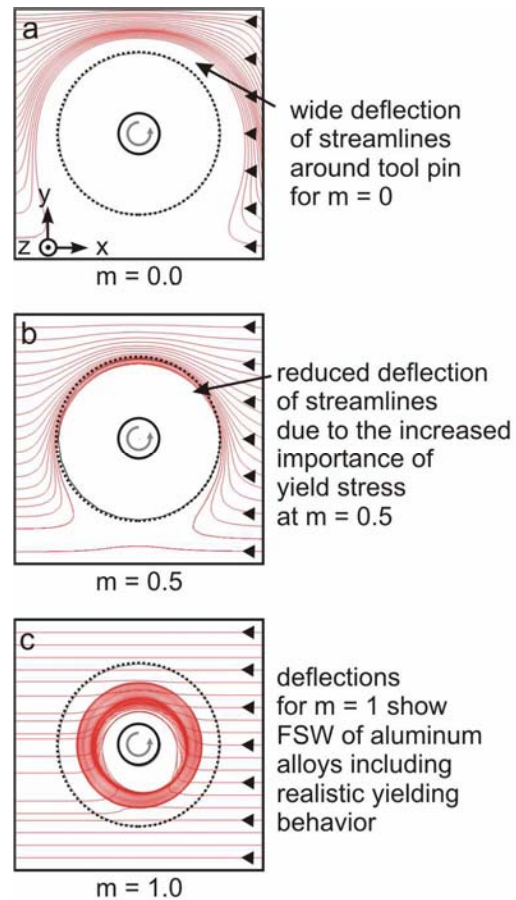 a
wide deflection
of streamlines
around tool pin
for m = 0
y
z
x
m = 0.0
b
reduced deflection
of streamlines
due to the increased
importance of
yield stress
at m = 0.5
m = 0.5
c
deflections
for m = 1 show
FSW of aluminum
alloys including
realistic yielding
behavior
m = 1.0